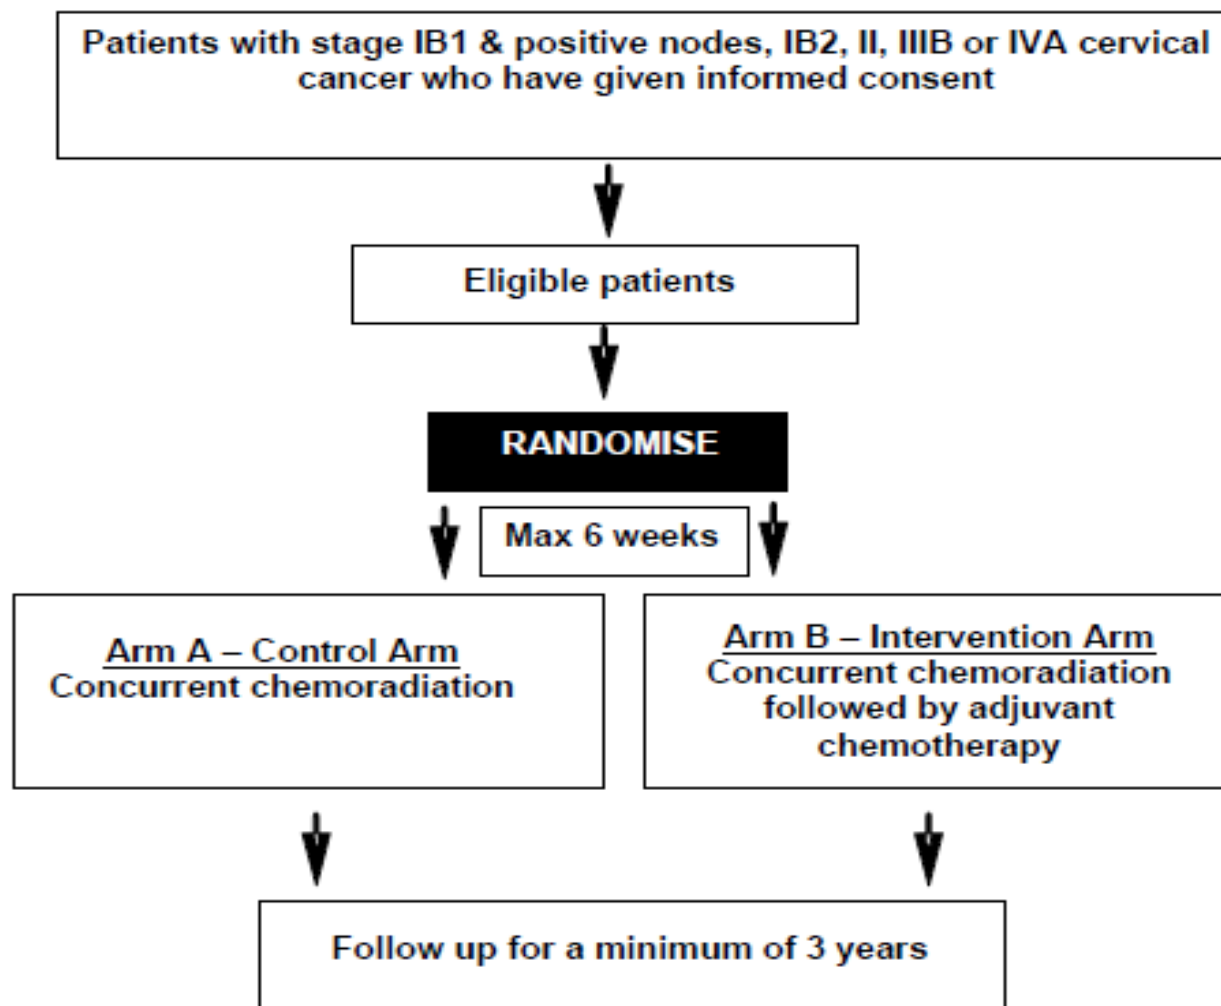 Patients with stage IB1 & positive nodes, IB2, II, IIIB or IVA cervical
cancer who have given informed consent
Eligible patients
RANDOMISE
Max 6 weeks
Arm A – Control Arm
Concurrent chemoradiation
Arm B – Intervention Arm
Concurrent chemoradiation
followed by adjuvant
chemotherapy
Follow up for a minimum of 3 years